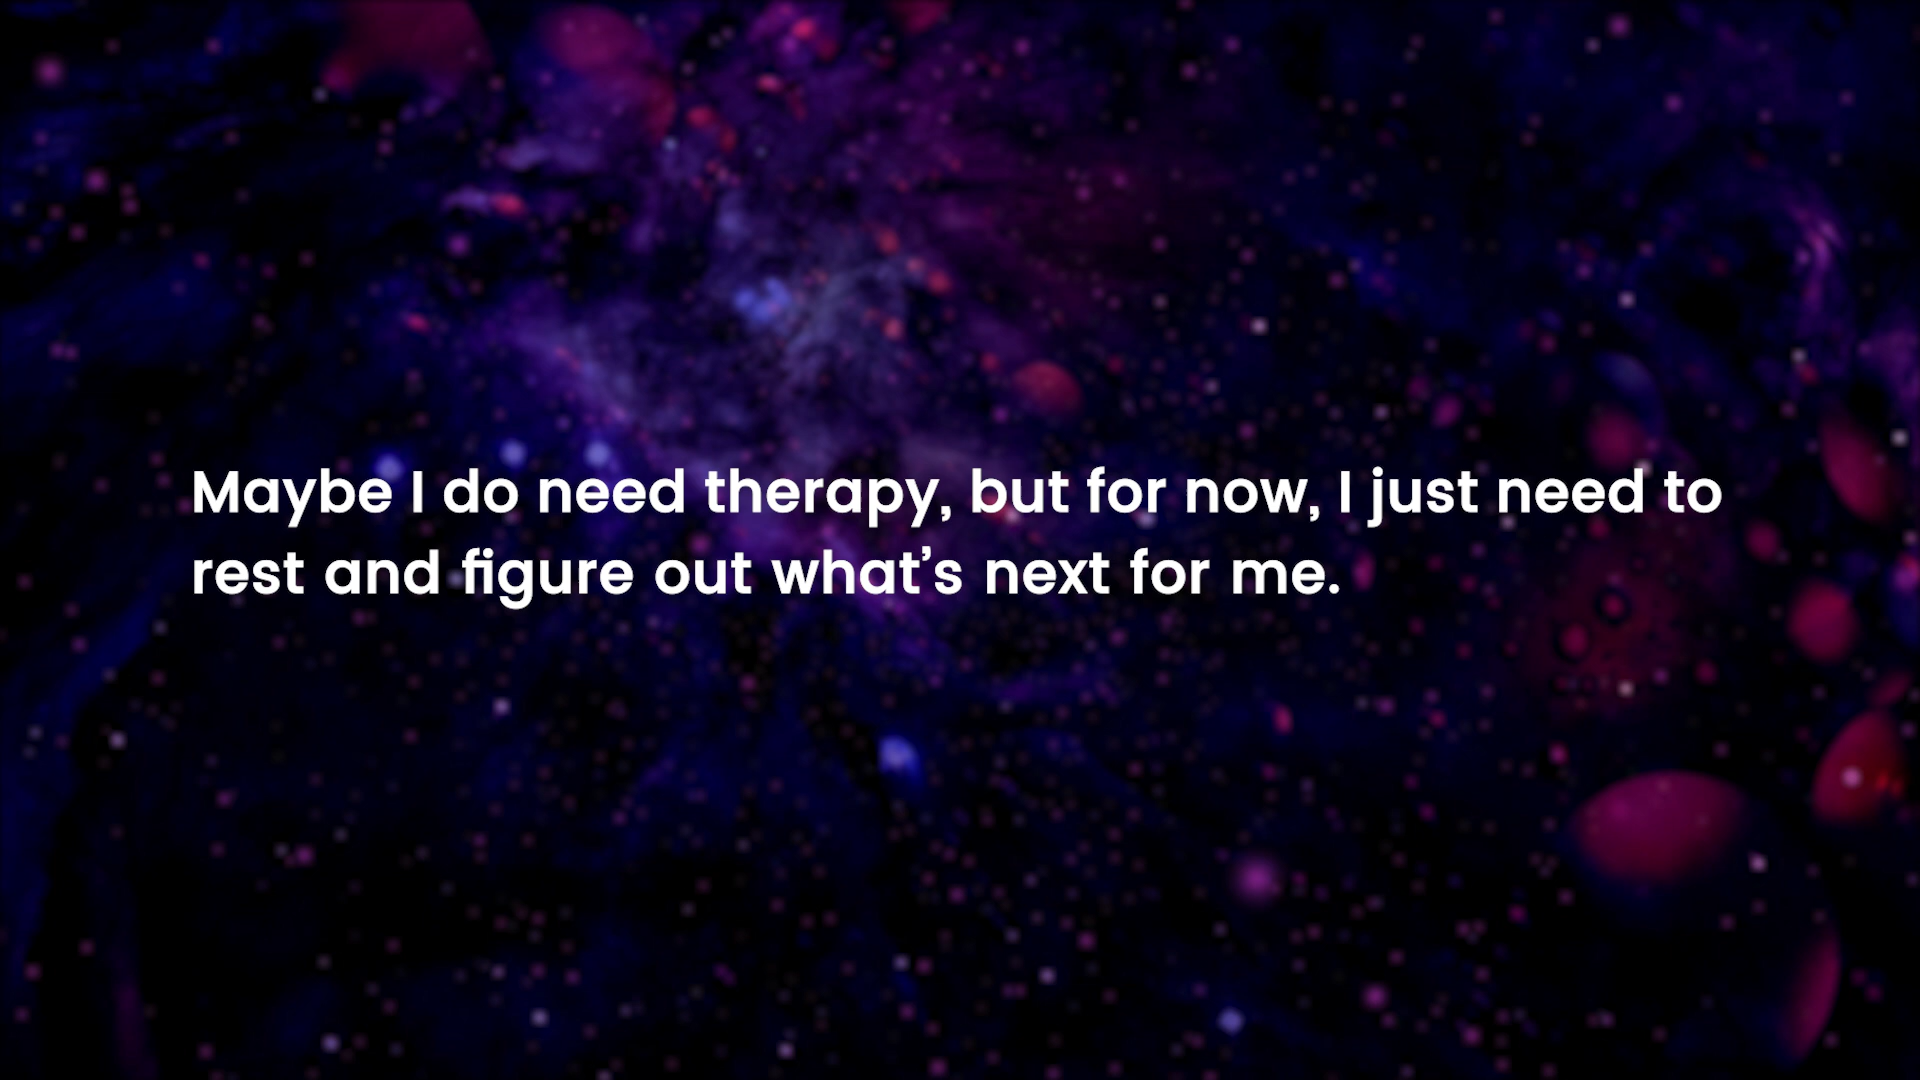 Maybe I do need therapy, but for now, I just need to
rest and figure out what’s next for me.